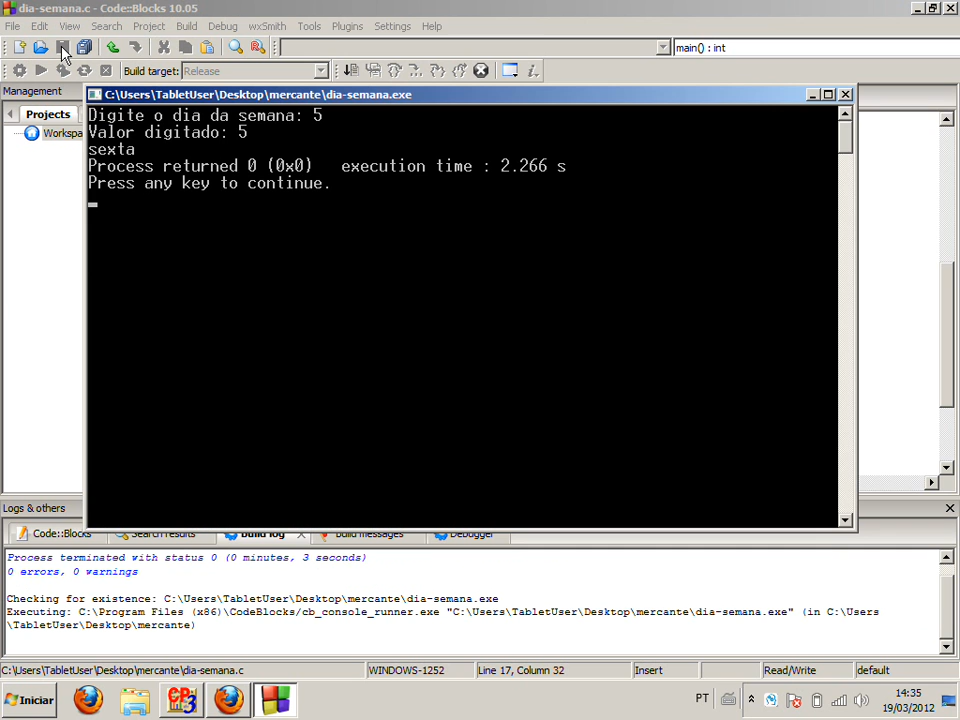 dia-semana.c - Code::Blocks 10.05
File Edit View Search Project Build Debug wxSmith Tools Plugins Settings Help
main() : int
Build target: Release
Management
C:\Users\TabletUser\Desktop\mercante\dia-semana.exe
Projects
Workspa
Digite o dia da semana: 5
Valor digitado: 5
sexta
Process returned 0 (0x0) execution time : 2.266 s
Press any key to continue.
Logs & others
Code::Blocks Search results Build log Build messages Debugger
Process terminated with status 0 (0 minutes, 3 seconds)
0 errors, 0 warnings
Checking for existence: C:\Users\TabletUser\Desktop\mercante\dia-semana.exe
Executing: C:\Program Files (x86)\CodeBlocks/cb_console_runner.exe "C:\Users\TabletUser\Desktop\mercante\dia-semana.exe" (in C:\Users
\TabletUser\Desktop\mercante)
C:\Users\TabletUser\Desktop\mercante\dia-semana.c WINDOWS-1252 Line 17, Column 32 Insert Read/Write default
Iniciar
PT
14:35
19/03/2012